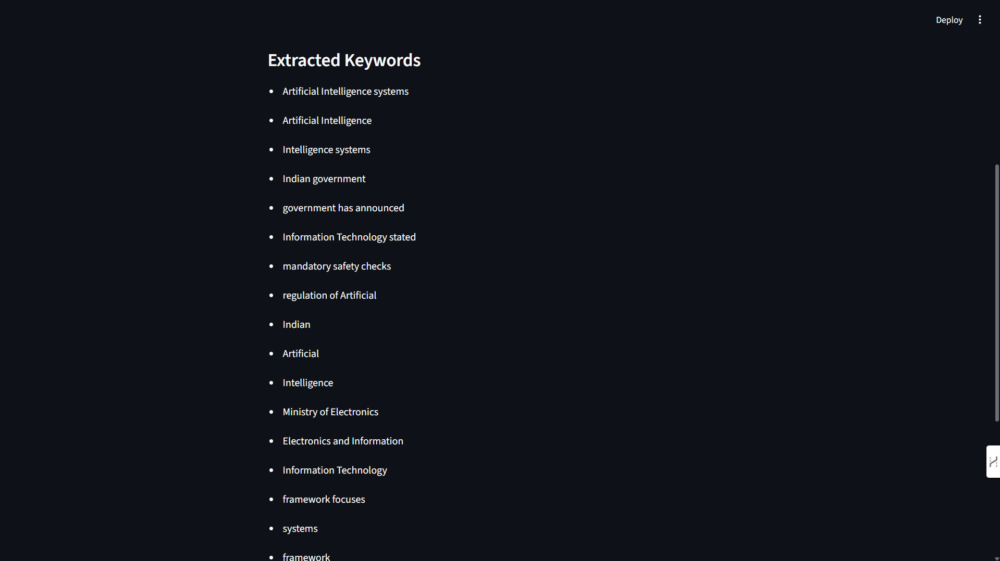 Deploy
Extracted Keywords
Artificial Intelligence systems
Artificial Intelligence
Intelligence systems
Indian government
government has announced
Information Technology stated
mandatory safety checks
regulation of Artificial
Indian
Artificial
Intelligence
Ministry of Electronics
Electronics and Information
Information Technology
framework focuses
systems
framework